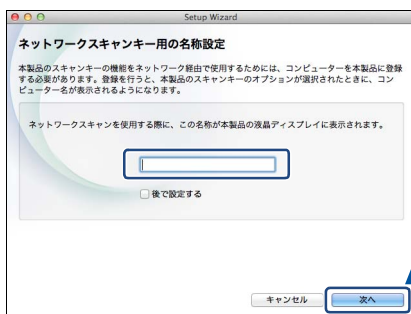 Setup Wizard
ネットワークスキャンキー用の名称設定
本製品のスキャンキーの機能をネットワーク経由で使用するためには、コンピューターを本製品に登録
する必要があります。登録を行うと、本製品のスキャンキーのオプションが選択されたときに、コン
ピューター名が表示されるようになります。
ネットワークスキャンを使用する際に、この名称が本製品の液晶ディスプレイに表示されます。
後で設定する
キャンセル
次へ